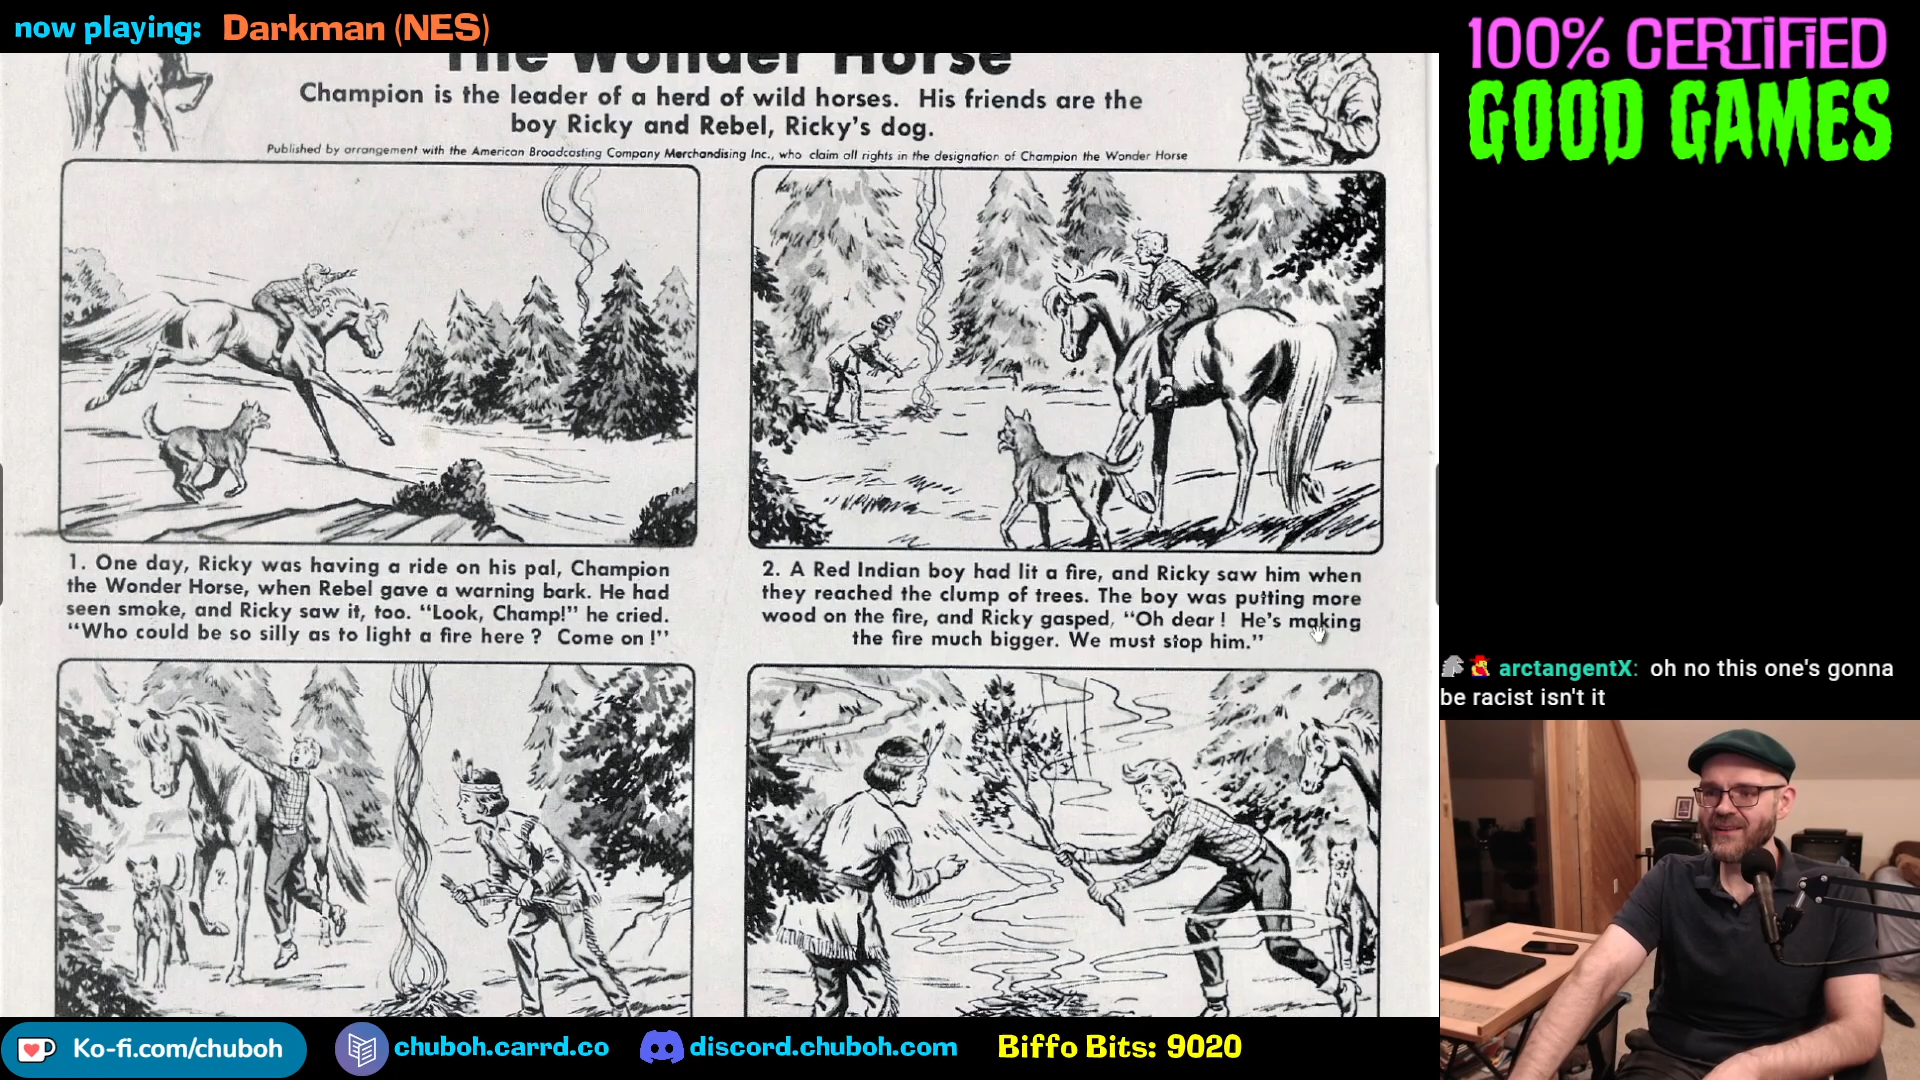 now playing: Darkman (NES)
100% CERTIFIED
GOOD GAMES
The Wonder Horse
Champion is the leader of a herd of wild horses. His friends are the
boy Ricky and Rebel, Ricky's dog.
Published by arrangement with the American Broadcasting Company Merchandising Inc., who claim all rights in the designation of Champion the Wonder Horse
1. One day, Ricky was having a ride on his pal, Champion
the Wonder Horse, when Rebel gave a warning bark. He had
seen smoke, and Ricky saw it, too. "Look, Champ!" he cried.
"Who could be so silly as to light a fire here? Come on!"
2. A Red Indian boy had lit a fire, and Ricky saw him when
they reached the clump of trees. The boy was putting more
wood on the fire, and Ricky gasped, "Oh dear! He's making
the fire much bigger. We must stop him."
arctangentX: oh no this one's gonna
be racist isn't it
Ko-fi.com/chuboh
chuboh.carrd.co
discord.chuboh.com
Biffo Bits: 9020